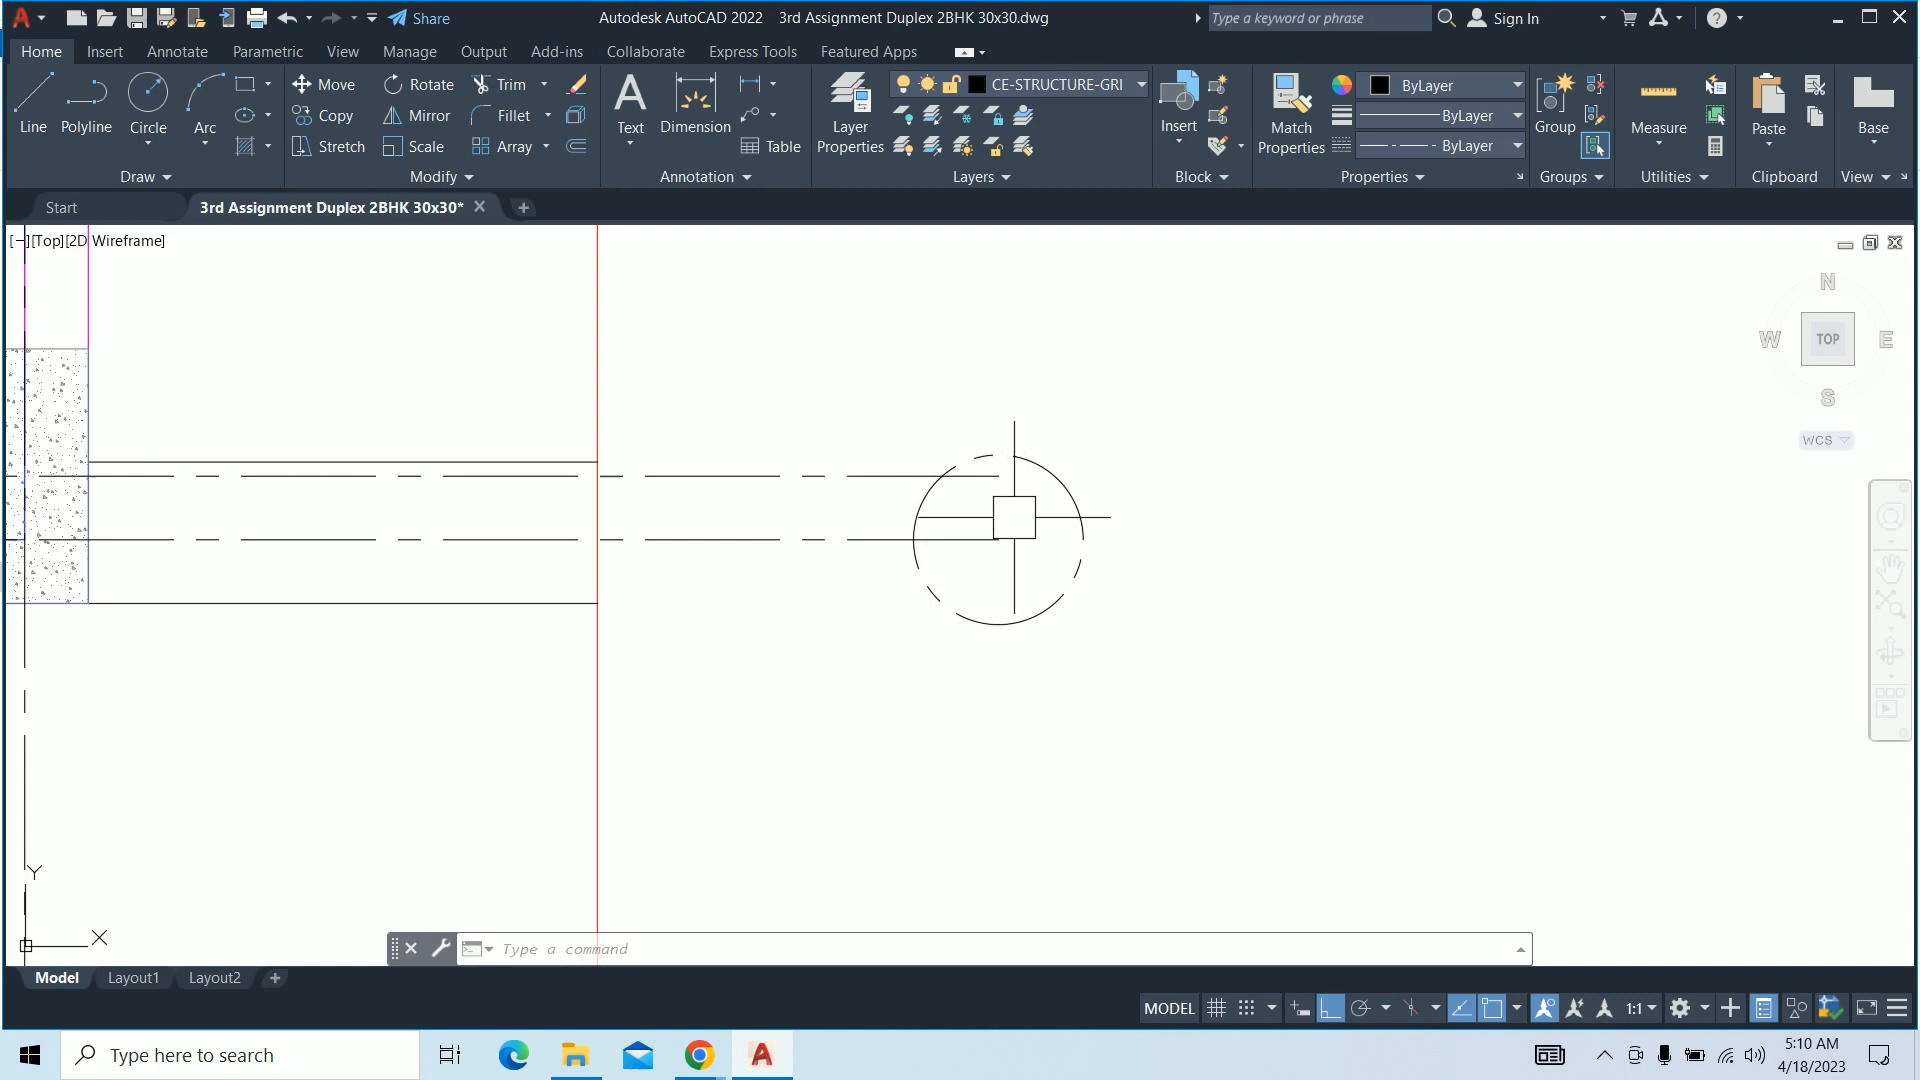 Share
Autodesk AutoCAD 2022 3rd Assignment Duplex 2BHK 30x30.dwg
Type a keyword or phrase
Sign In
Home Insert Annotate Parametric View Manage Output Add-ins Collaborate Express Tools Featured Apps
Line Polyline Circle Arc
Move Rotate Trim
Copy Mirror Fillet
Stretch Scale Array
Text Dimension Table
Layer Properties
CE-STRUCTURE-GRI
Insert
Match Properties
ByLayer
ByLayer
ByLayer
Group
Measure
Paste
Base
Draw Modify Annotation Layers Block Properties Groups Utilities Clipboard View
Start
3rd Assignment Duplex 2BHK 30x30*
[−][Top][2D Wireframe]
N
W TOP E
S
WCS
Y
X
Type a command
Model Layout1 Layout2
MODEL 1:1
Type here to search
5:10 AM
4/18/2023